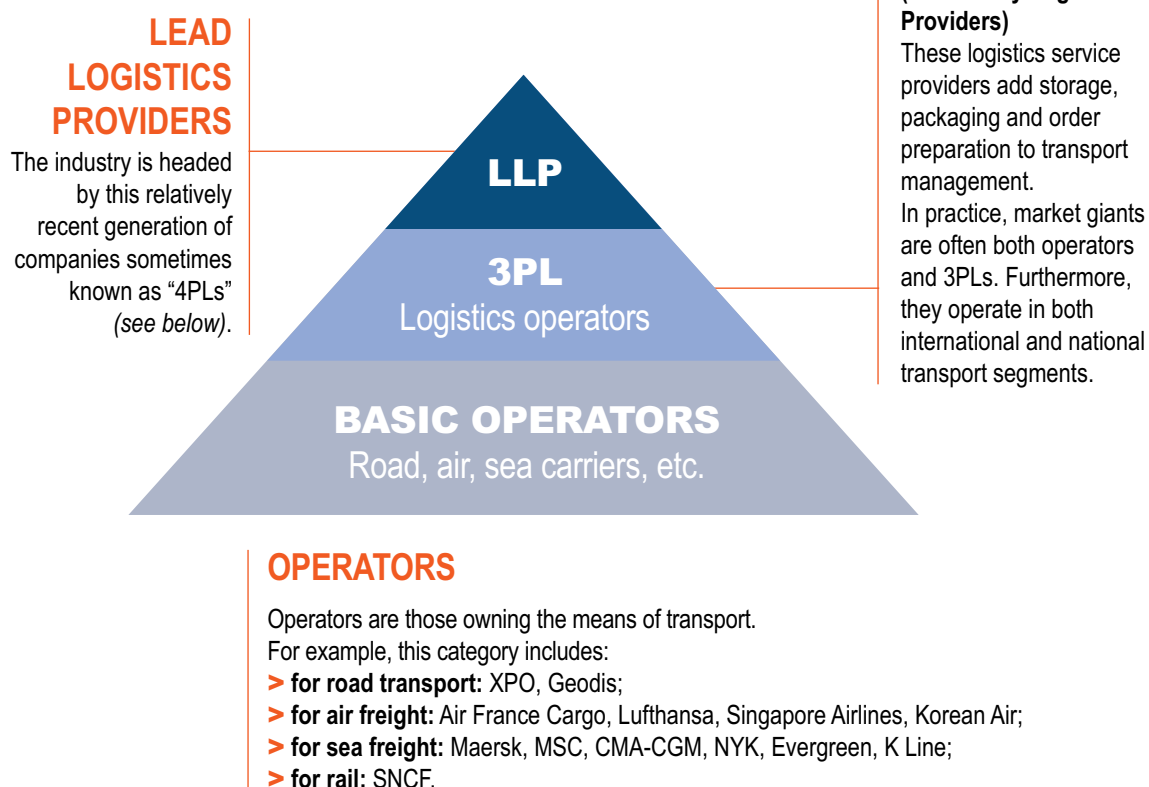 LEAD
LOGISTICS
PROVIDERS
The industry is headed
by this relatively
recent generation of
companies sometimes
known as “4PLs”
(see below).
LLP
3PL
Logistics operators
BASIC OPERATORS
Road, air, sea carriers, etc.
Providers)
These logistics service
providers add storage,
packaging and order
preparation to transport
management.
In practice, market giants
are often both operators
and 3PLs. Furthermore,
they operate in both
international and national
transport segments.
OPERATORS
Operators are those owning the means of transport.
For example, this category includes:
> for road transport: XPO, Geodis;
> for air freight: Air France Cargo, Lufthansa, Singapore Airlines, Korean Air;
> for sea freight: Maersk, MSC, CMA-CGM, NYK, Evergreen, K Line;
> for rail: SNCF.